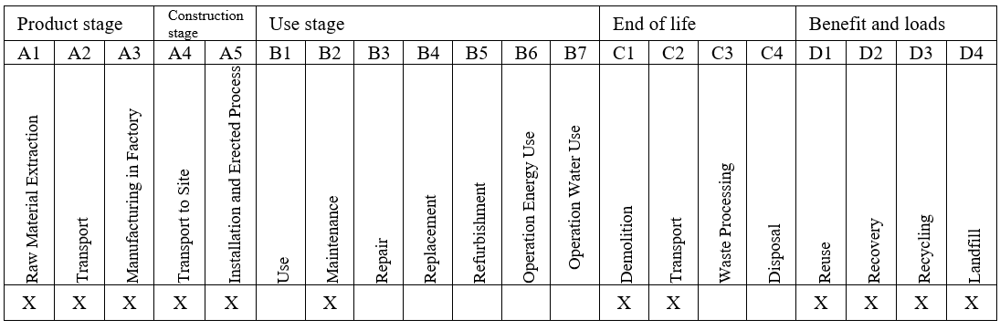 Product stage Construction stage Use stage End of life Benefit and loads
A1 A2 A3 A4 A5 B1 B2 B3 B4 B5 B6 B7 C1 C2 C3 C4 D1 D2 D3 D4
Raw Material Extraction
Transport
Manufacturing in Factory
Transport to Site
Installation and Erected Process
Use
Maintenance
Repair
Replacement
Refurbishment
Operation Energy Use
Operation Water Use
Demolition
Transport
Waste Processing
Disposal
Reuse
Recovery
Recycling
Landfill
X X X X X X X X X X X X